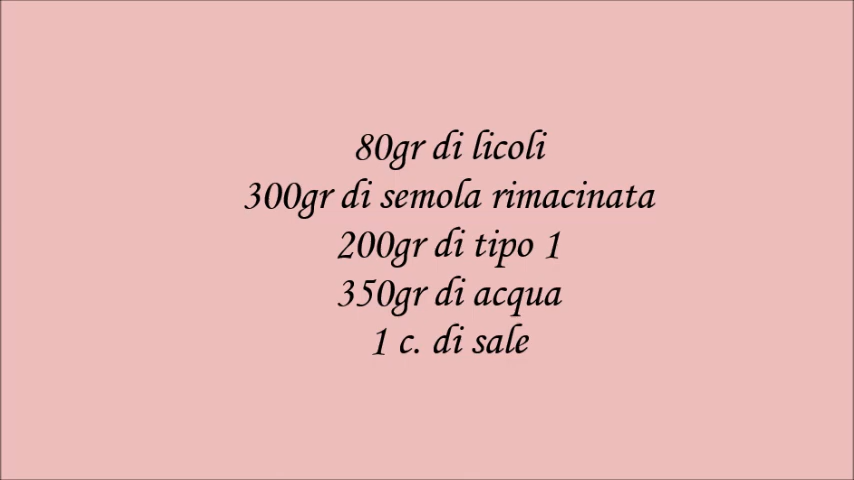 80gr di licoli
300gr di semola rimacinata
200gr di tipo 1
350gr di acqua
1 c. di sale